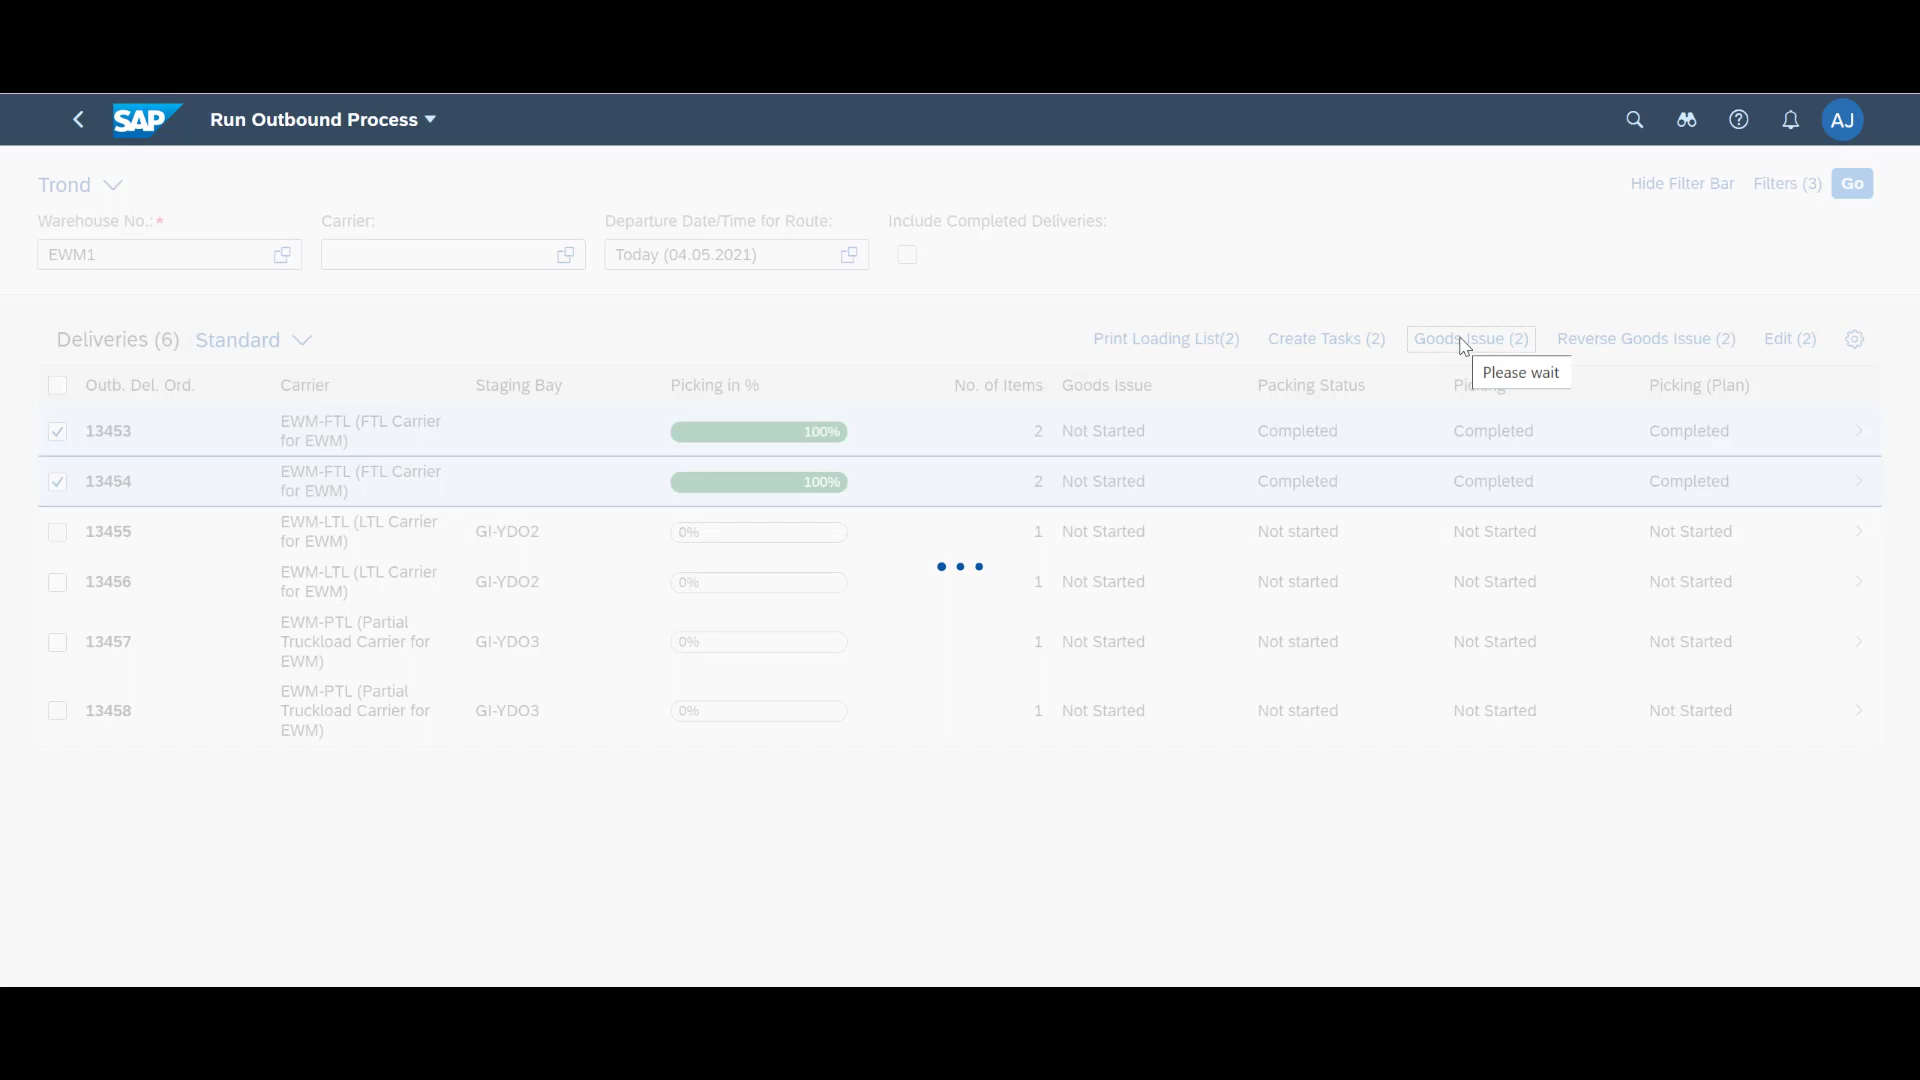 SAP Run Outbound Process AJ
Trond Hide Filter Bar Filters (3) Go
Warehouse No.:* Carrier: Departure Date/Time for Route: Include Completed Deliveries:
EWM1 Today (04.05.2021)
Deliveries (6) Standard Print Loading List(2) Create Tasks (2) Goods Issue (2) Reverse Goods Issue (2) Edit (2)
Please wait
Outb. Del. Ord. Carrier Staging Bay Picking in % No. of Items Goods Issue Packing Status Picking Picking (Plan)
13453 EWM-FTL (FTL Carrier 100% 2 Not Started Completed Completed Completed
for EWM)
13454 EWM-FTL (FTL Carrier 100% 2 Not Started Completed Completed Completed
for EWM)
13455 EWM-LTL (LTL Carrier GI-YDO2 0% 1 Not Started Not started Not Started Not Started
for EWM)
13456 EWM-LTL (LTL Carrier GI-YDO2 0% 1 Not Started Not started Not Started Not Started
for EWM)
EWM-PTL (Partial
13457 Truckload Carrier for GI-YDO3 0% 1 Not Started Not started Not Started Not Started
EWM)
EWM-PTL (Partial
13458 Truckload Carrier for GI-YDO3 0% 1 Not Started Not started Not Started Not Started
EWM)